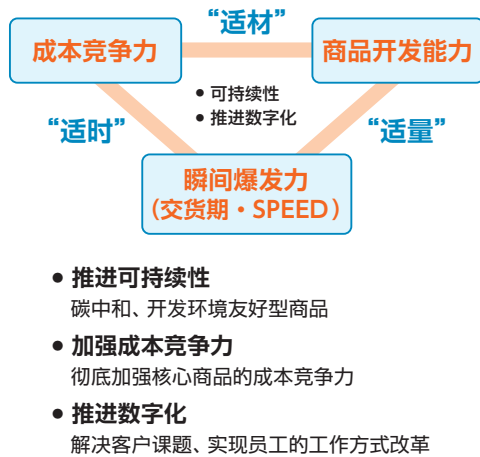 “适材”
成本竞争力
商品开发能力
• 可持续性
• 推进数字化
“适时”
“适量”
瞬间爆发力
(交货期・SPEED)
• 推进可持续性
碳中和、开发环境友好型商品
• 加强成本竞争力
彻底加强核心商品的成本竞争力
• 推进数字化
解决客户课题、实现员工的工作方式改革